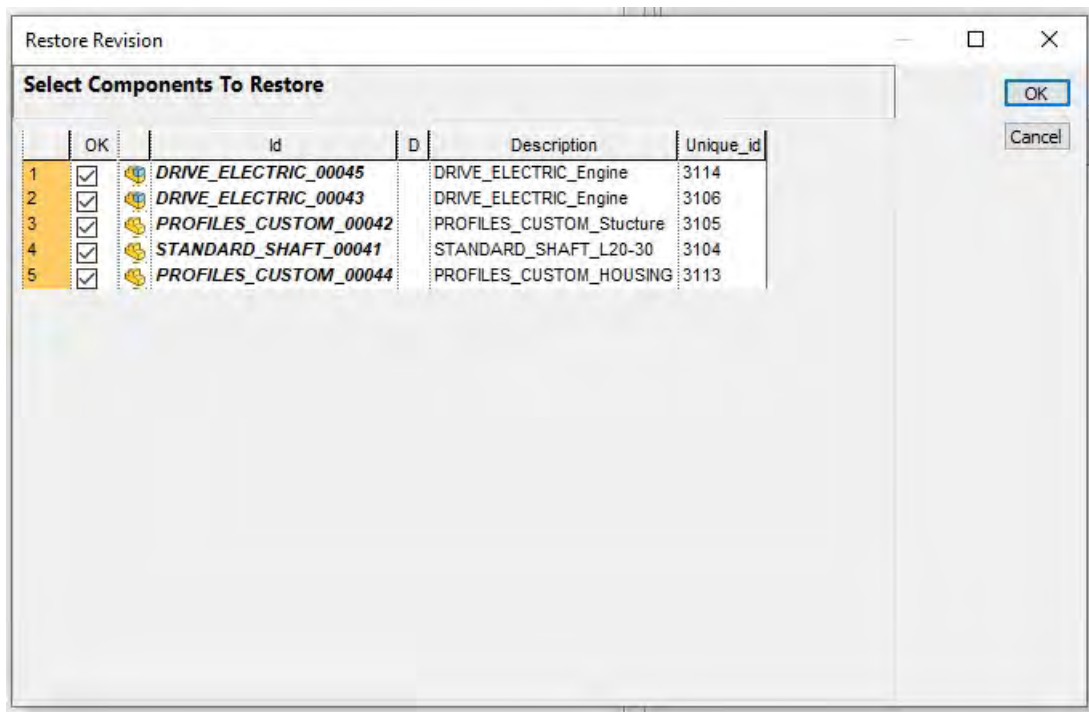 Restore Revision
Select Components To Restore
OK
Cancel
OK Id D Description Unique_id
1 DRIVE_ELECTRIC_00045 DRIVE_ELECTRIC_Engine 3114
2 DRIVE_ELECTRIC_00043 DRIVE_ELECTRIC_Engine 3106
3 PROFILES_CUSTOM_00042 PROFILES_CUSTOM_Stucture 3105
4 STANDARD_SHAFT_00041 STANDARD_SHAFT_L20-30 3104
5 PROFILES_CUSTOM_00044 PROFILES_CUSTOM_HOUSING 3113